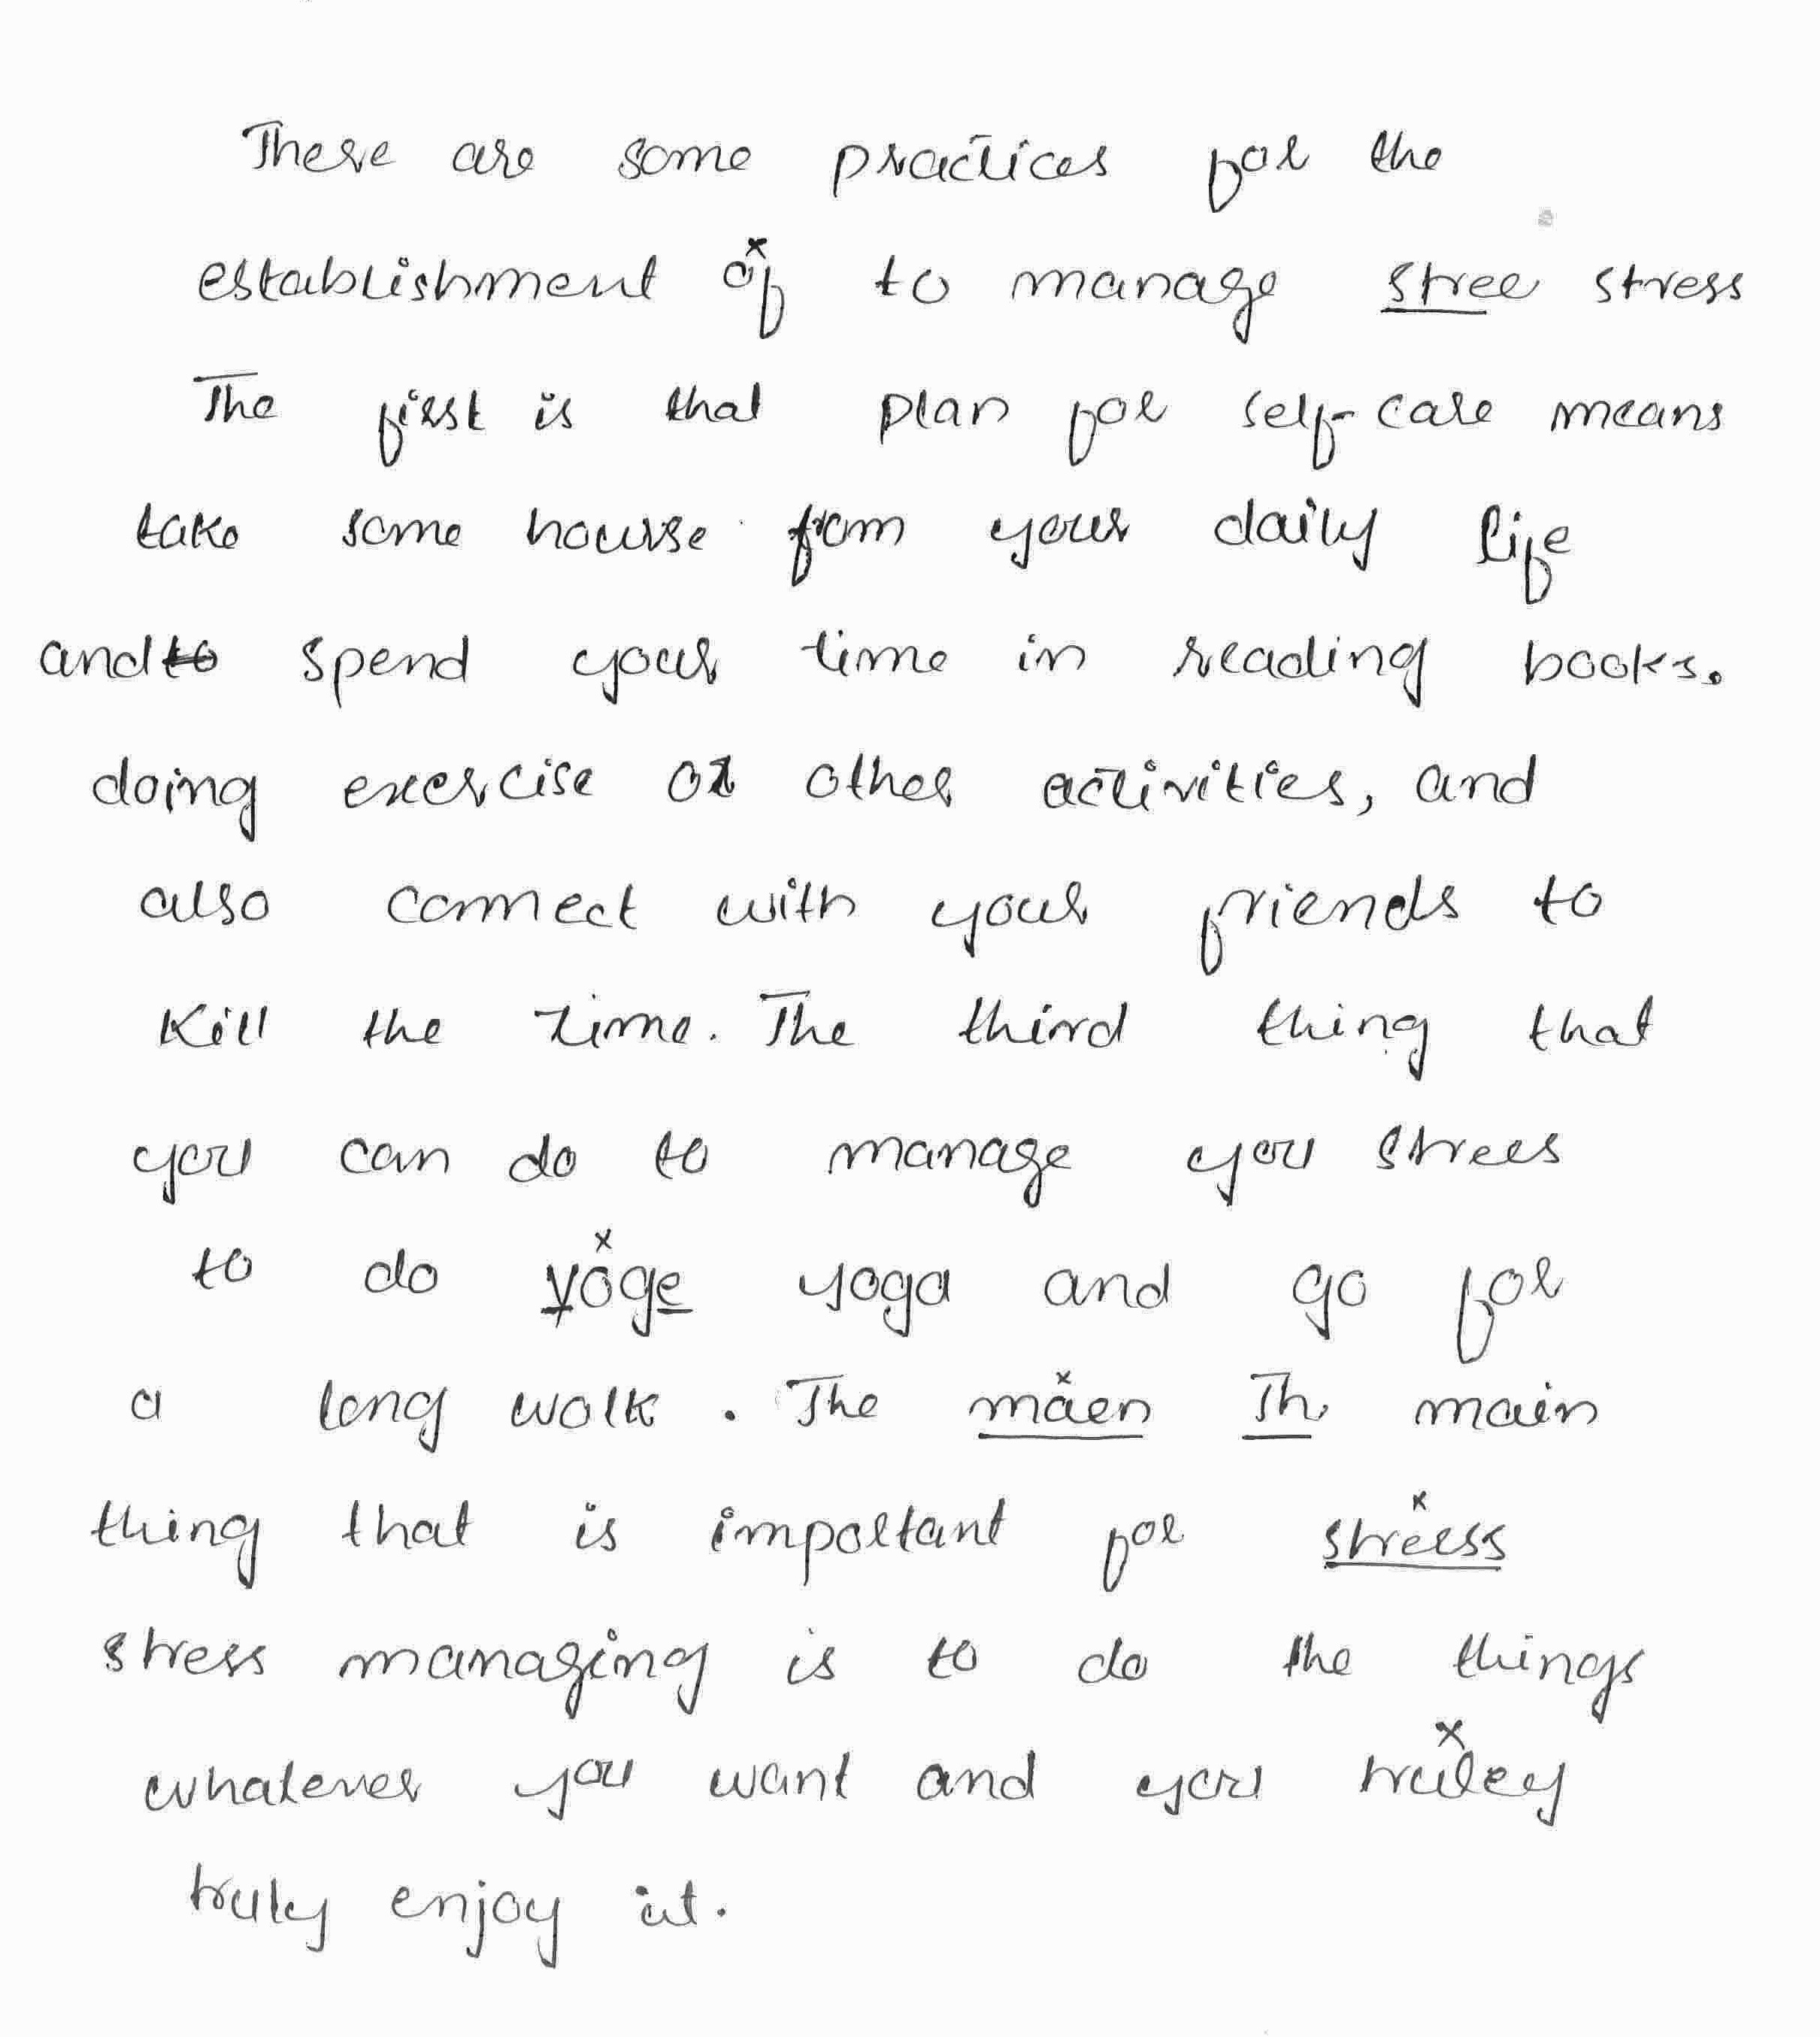 There are some practices for the
establishment of to manage stree stress
The first is that plan for self-care means
take some hourse from your daily life
and to spend your time in reading books.
doing exercise or other activities, and
also connect with your friends to
Kill the time. The third thing that
you can do to manage you strees
to do yoge yoga and go for
a long walk. The maen Th main
thing that is important for streess
stress managing is to do the things
whatever you want and you truley
truly enjoy it.